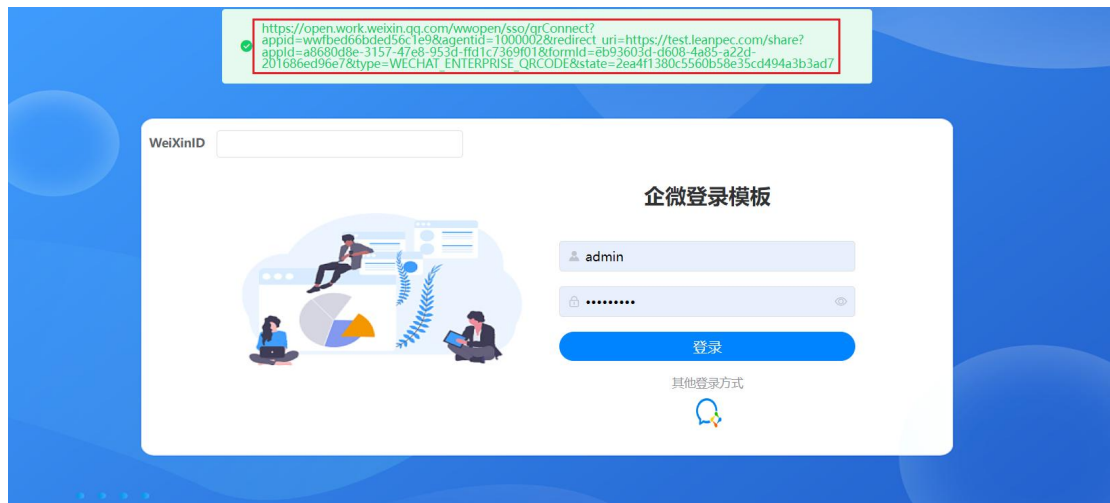 https://open.work.weixin.qq.com/wwopen/sso/qrConnect?
appid=wwfbed66bded56c1e9&agentid=1000002&redirect_uri=https://test.leanpec.com/share?
appId=a8680d8e-3157-47e8-953d-ffd1c7369f01&formId=eb93603d-d608-4a85-a22d-
201686ed96e7&type=WECHAT_ENTERPRISE_QRCODE&state=2ea4f1380c5560b58e35cd494a3b3ad7
WeiXinID
企微登录模板
admin
•••••••••
登录
其他登录方式